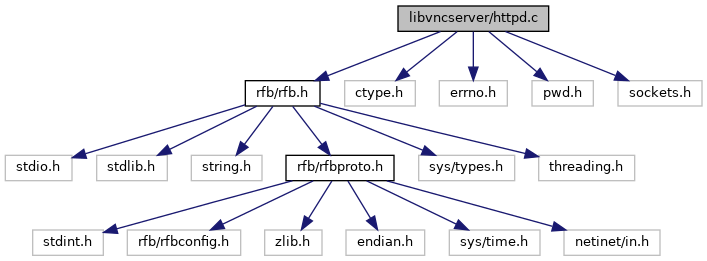 libvncserver/httpd.c
rfb/rfb.h
ctype.h
errno.h
pwd.h
sockets.h
stdio.h
stdlib.h
string.h
rfb/rfbproto.h
sys/types.h
threading.h
stdint.h
rfb/rfbconfig.h
zlib.h
endian.h
sys/time.h
netinet/in.h